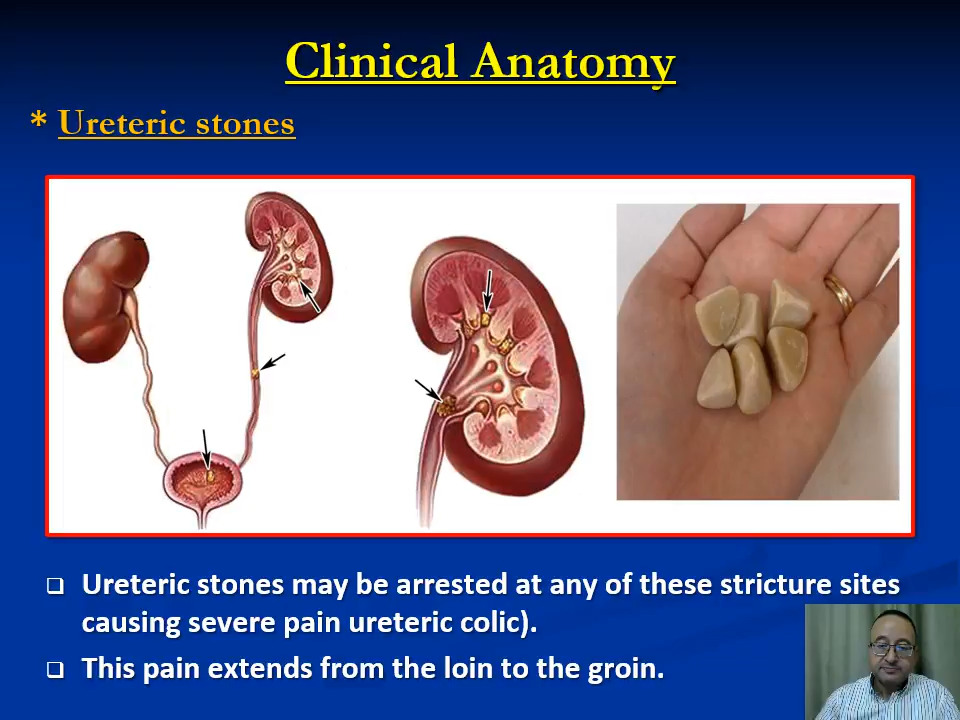 Clinical Anatomy
* Ureteric stones
❑ Ureteric stones may be arrested at any of these stricture sites
causing severe pain ureteric colic).
❑ This pain extends from the loin to the groin.